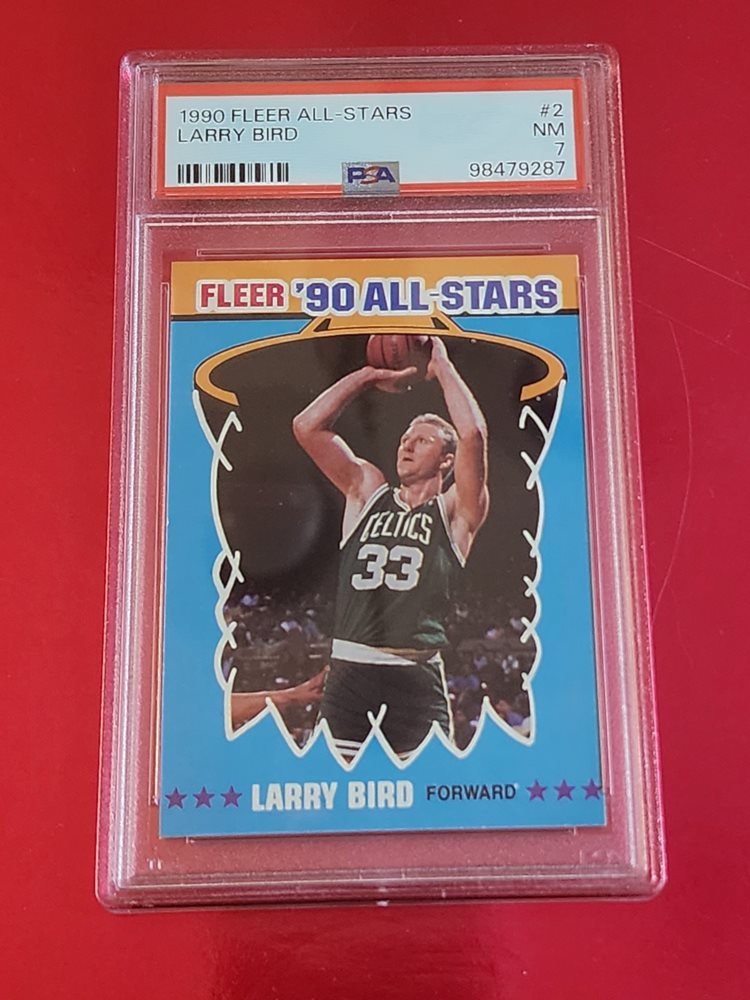 1990 FLEER ALL-STARS #2
LARRY BIRD NM
7
PSA 98479287
FLEER '90 ALL-STARS
CELTICS
33
LARRY BIRD FORWARD